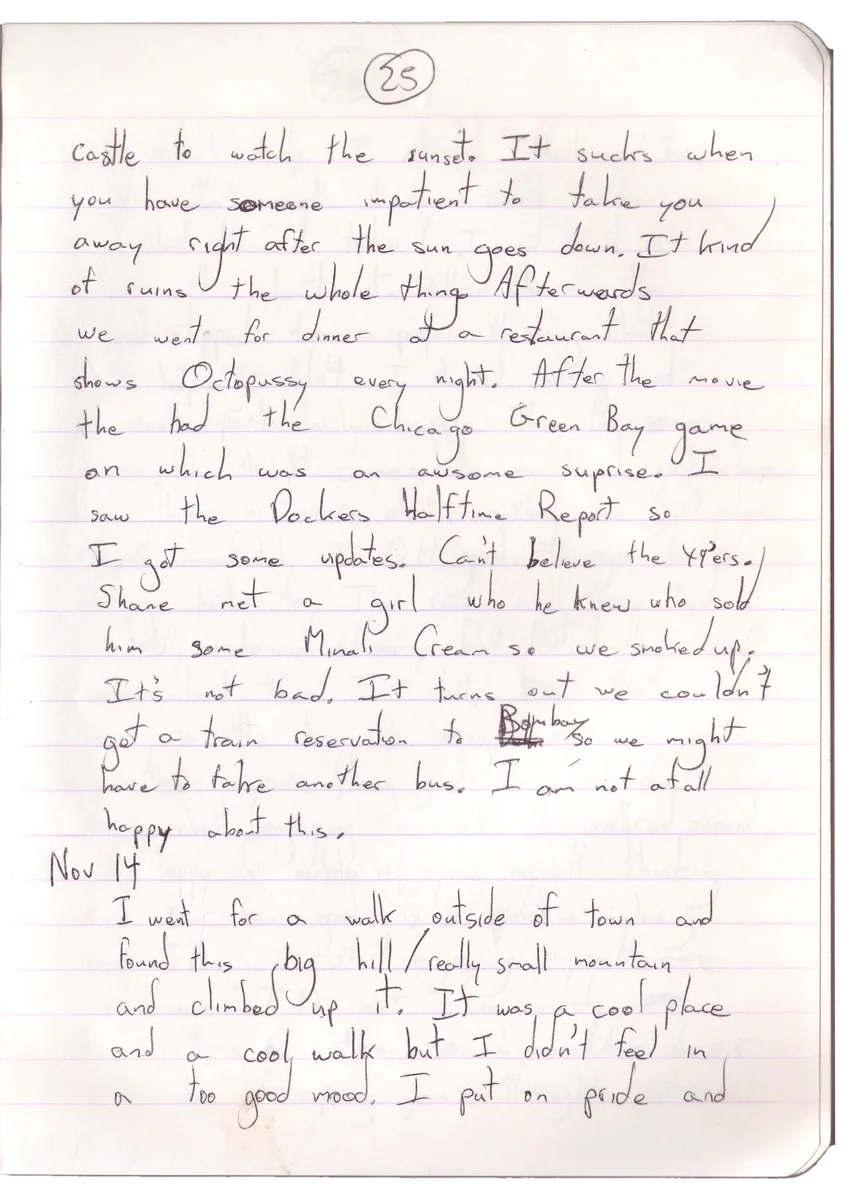 25
castle to watch the sunset. It sucks when
you have someone impatient to take you
away right after the sun goes down. It kind
of ruins the whole thing. Afterwards
we went for dinner at a restaurant that
shows Octopussy every night. After the movie
the had the Chicago Green Bay game
on which was an awsome suprise. I
saw the Dockers Halftime Report so
I got some updates. Can't believe the 49'ers.
Shane met a girl who he knew who sold
him some Minali Cream so we smoked up.
It's not bad. It turns out we couldn't
get a train reservation to Bombay so we might
have to take another bus. I am not at all
happy about this.
Nov 14
I went for a walk outside of town and
found this big hill/really small mountain
and climbed up it. It was a cool place
and a cool walk but I didn't feel in
a too good mood. I put on pride and